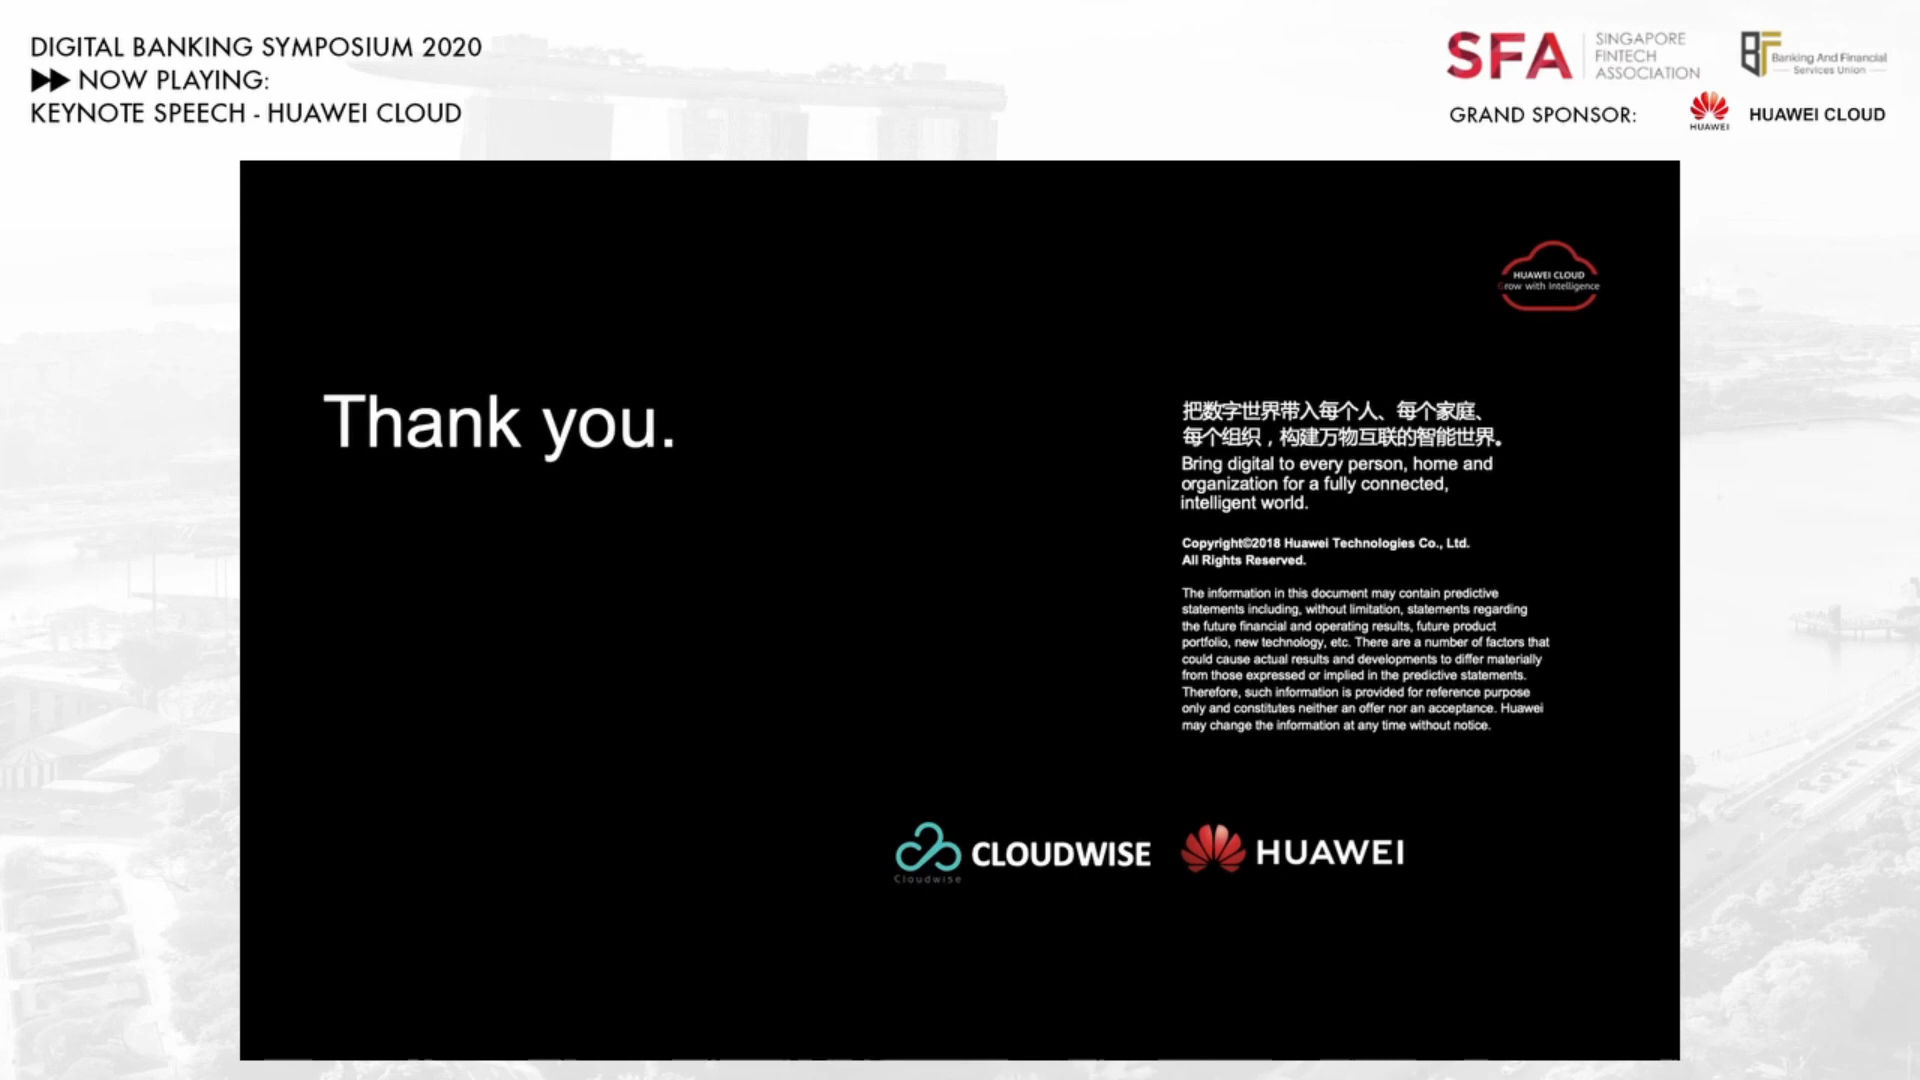 DIGITAL BANKING SYMPOSIUM 2020
NOW PLAYING:
KEYNOTE SPEECH - HUAWEI CLOUD
SFA
SINGAPORE
FINTECH
ASSOCIATION
BF
Banking And Financial
Services Union
GRAND SPONSOR:
HUAWEI
HUAWEI CLOUD
HUAWEI CLOUD
Grow with Intelligence
Thank you.
把数字世界带入每个人、每个家庭、
每个组织，构建万物互联的智能世界。
Bring digital to every person, home and
organization for a fully connected,
intelligent world.
Copyright©2018 Huawei Technologies Co., Ltd.
All Rights Reserved.
The information in this document may contain predictive
statements including, without limitation, statements regarding
the future financial and operating results, future product
portfolio, new technology, etc. There are a number of factors that
could cause actual results and developments to differ materially
from those expressed or implied in the predictive statements.
Therefore, such information is provided for reference purpose
only and constitutes neither an offer nor an acceptance. Huawei
may change the information at any time without notice.
Cloudwise
CLOUDWISE
HUAWEI